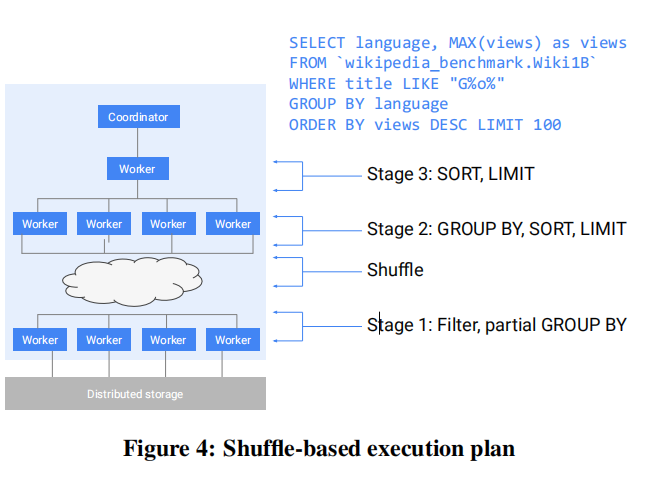 SELECT language, MAX(views) as views
FROM `wikipedia_benchmark.Wiki1B`
WHERE title LIKE "G%o%"
GROUP BY language
ORDER BY views DESC LIMIT 100
Coordinator
Worker
Stage 3: SORT, LIMIT
Worker Worker Worker Worker
Stage 2: GROUP BY, SORT, LIMIT
Shuffle
Stage 1: Filter, partial GROUP BY
Worker Worker Worker Worker
Distributed storage
Figure 4: Shuffle-based execution plan